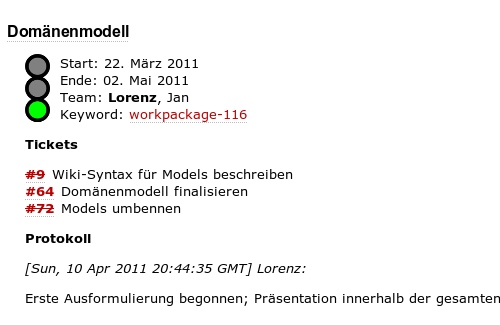 Domänenmodell
Start: 22. März 2011
Ende: 02. Mai 2011
Team: Lorenz, Jan
Keyword: workpackage-116
Tickets
#9 Wiki-Syntax für Models beschreiben
#64 Domänenmodell finalisieren
#72 Models umbennen
Protokoll
[Sun, 10 Apr 2011 20:44:35 GMT] Lorenz:
Erste Ausformulierung begonnen; Präsentation innerhalb der gesamten